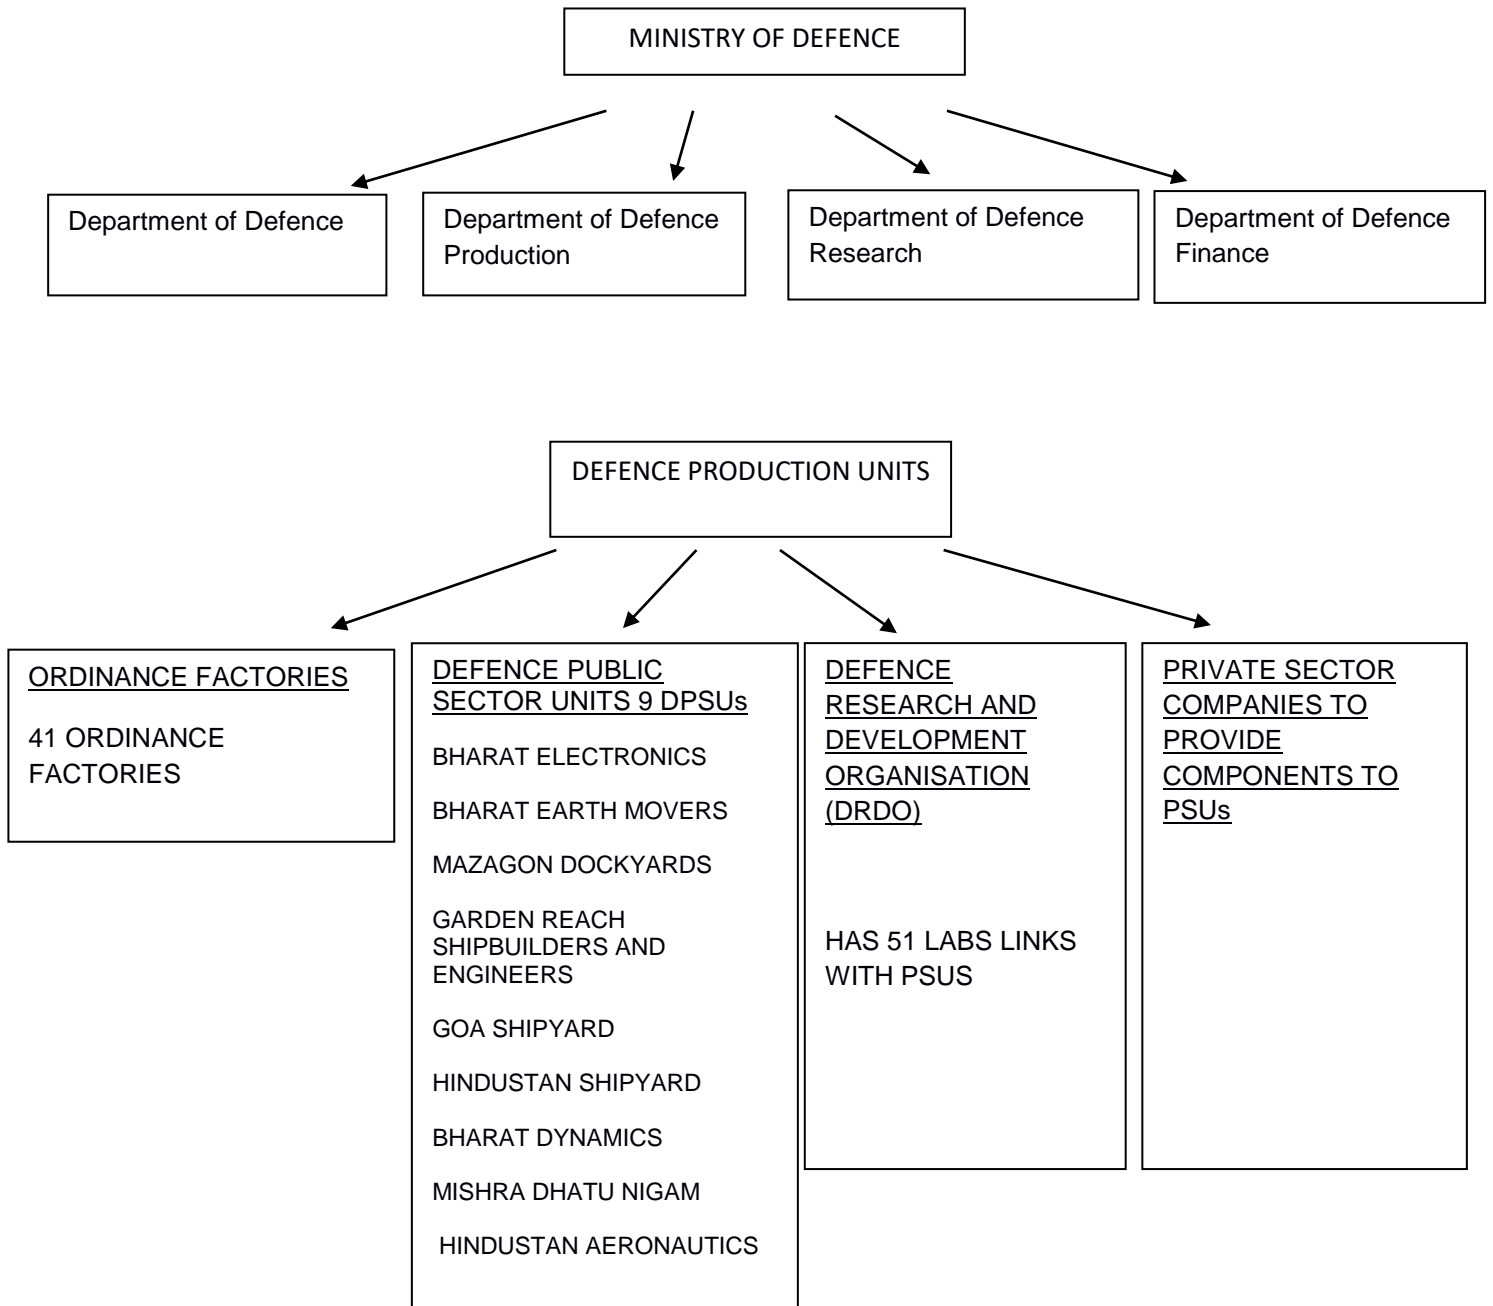 MINISTRY OF DEFENCE
Department of Defence
Department of Defence
Production
Department of Defence
Research
Department of Defence
Finance
DEFENCE PRODUCTION UNITS
ORDINANCE FACTORIES
41 ORDINANCE
FACTORIES
DEFENCE PUBLIC
SECTOR UNITS 9 DPSUs
BHARAT ELECTRONICS
BHARAT EARTH MOVERS
MAZAGON DOCKYARDS
GARDEN REACH
SHIPBUILDERS AND
ENGINEERS
GOA SHIPYARD
HINDUSTAN SHIPYARD
BHARAT DYNAMICS
MISHRA DHATU NIGAM
HINDUSTAN AERONAUTICS
DEFENCE
RESEARCH AND
DEVELOPMENT
ORGANISATION
(DRDO)
HAS 51 LABS LINKS
WITH PSUS
PRIVATE SECTOR
COMPANIES TO
PROVIDE
COMPONENTS TO
PSUs